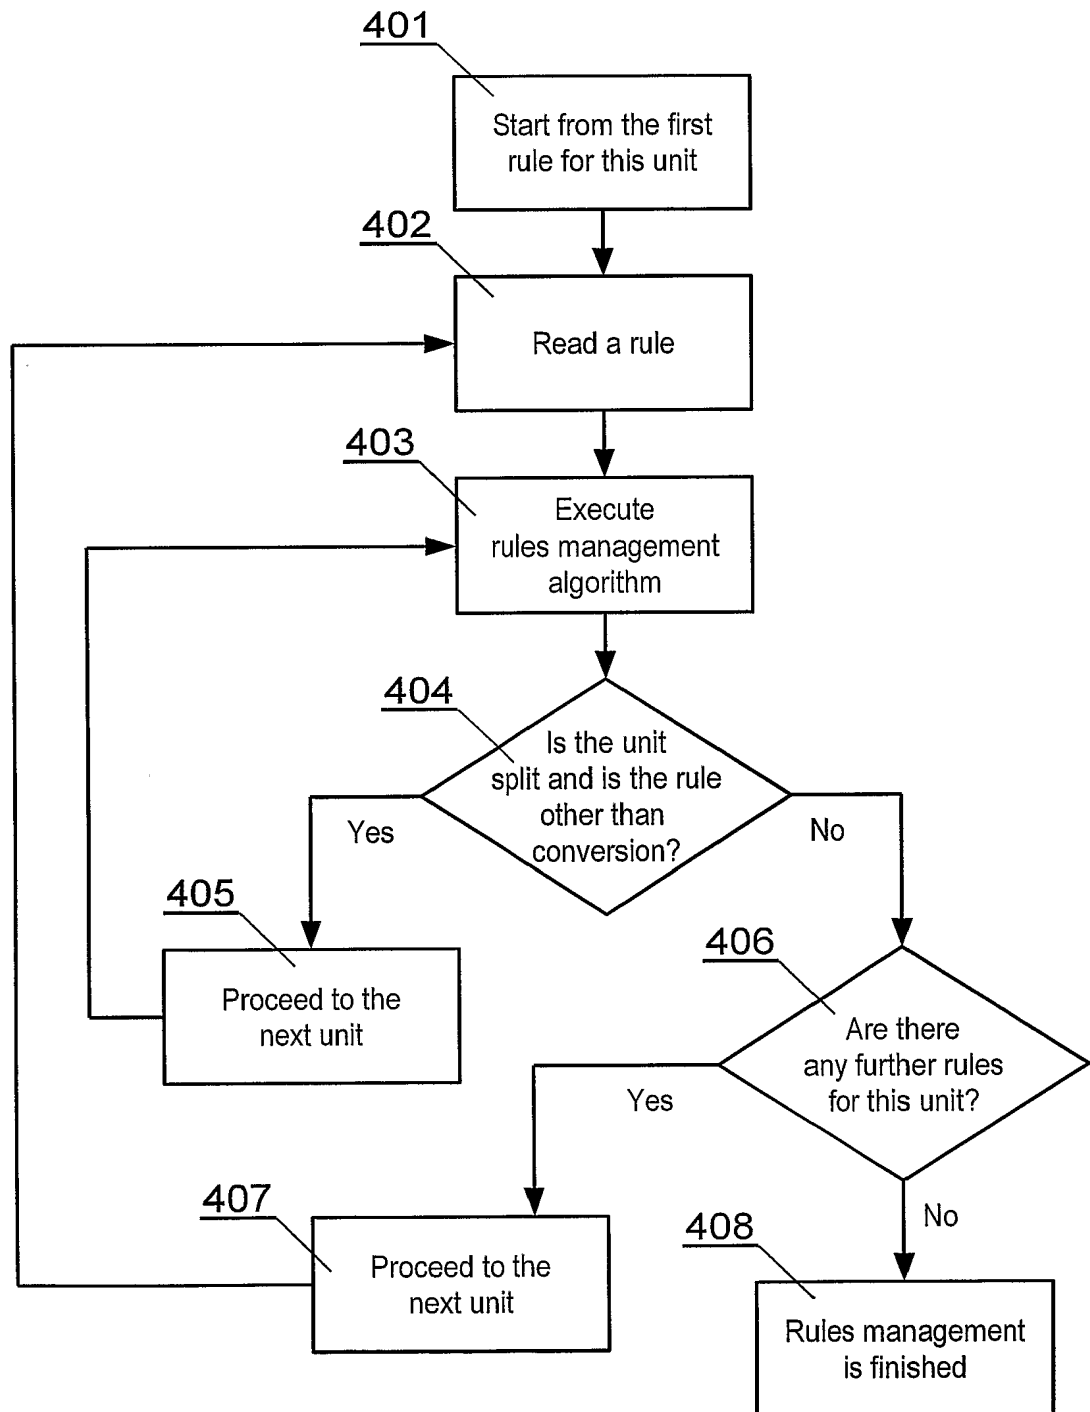 401
Start from the first
rule for this unit
402
Read a rule
403
Execute
rules management
algorithm
404
Is the unit
split and is the rule
other than
conversion?
Yes
No
405
Proceed to the
next unit
406
Are there
any further rules
for this unit?
Yes
No
407
Proceed to the
next unit
408
Rules management
is finished